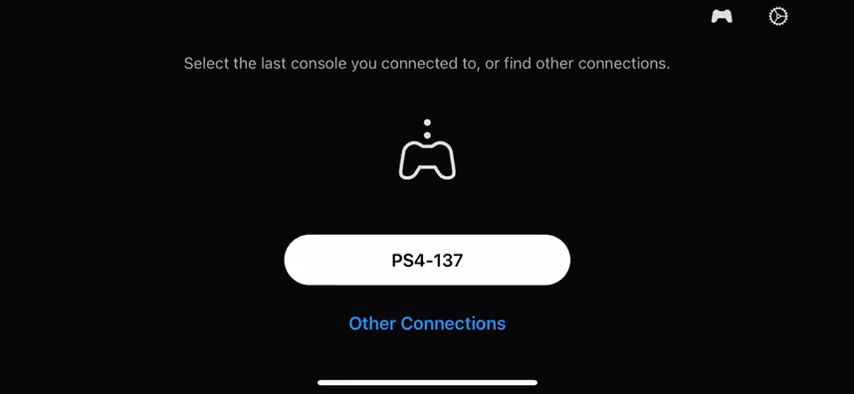 Select the last console you connected to, or find other connections.
PS4-137
Other Connections